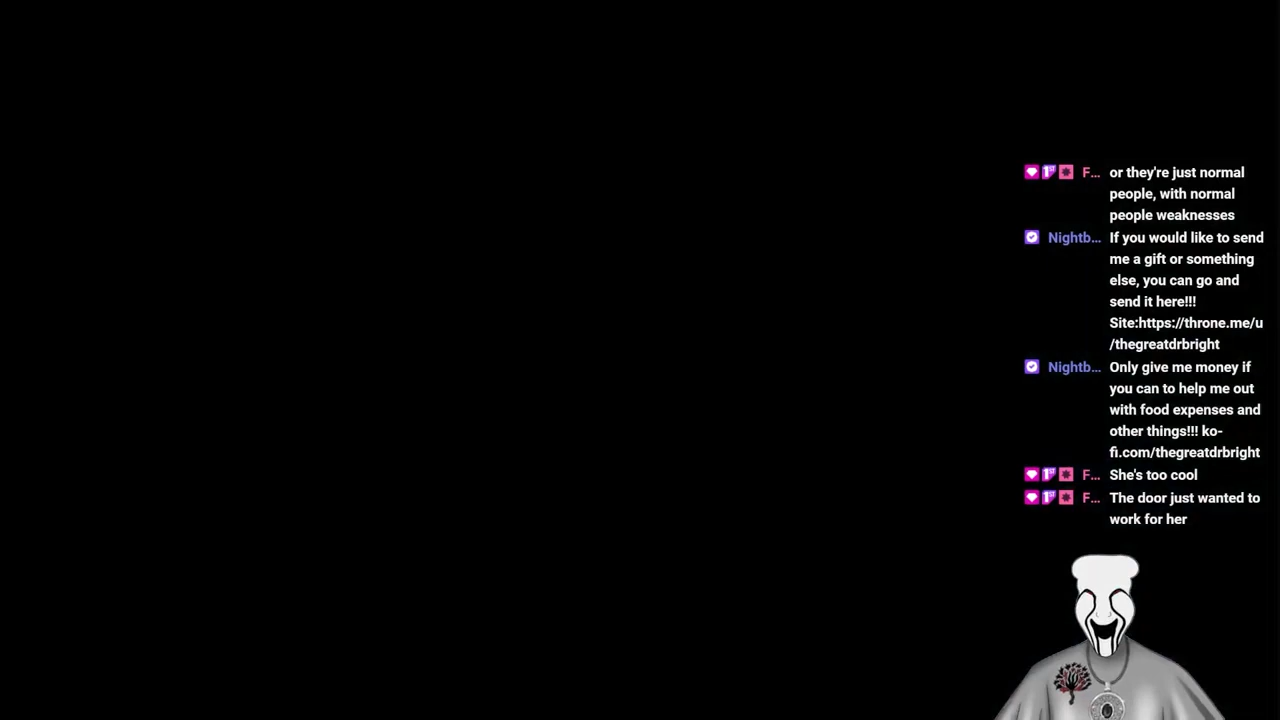 F... or they're just normal
people, with normal
people weaknesses
Nightb... If you would like to send
me a gift or something
else, you can go and
send it here!!!
Site:https://throne.me/u
/thegreatdrbright
Nightb... Only give me money if
you can to help me out
with food expenses and
other things!!! ko-
fi.com/thegreatdrbright
F... She's too cool
F... The door just wanted to
work for her